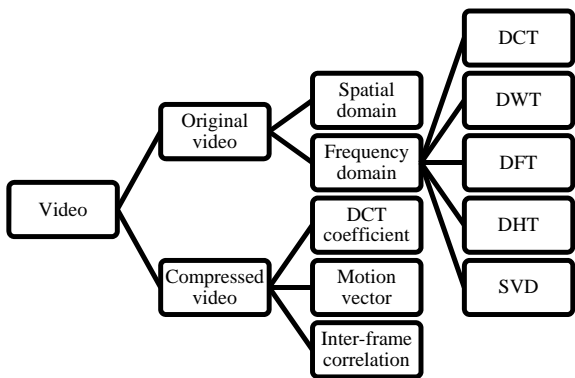 Video
Original
video
Compressed
video
Spatial
domain
Frequency
domain
DCT
coefficient
Motion
vector
Inter-frame
correlation
DCT
DWT
DFT
DHT
SVD